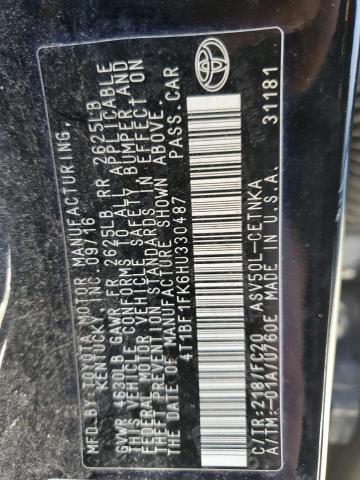 MFD. BY TOYOTA MOTOR MANUFACTURING,
KENTUCKY, INC. 09/16
GVWR 4630LB GAWR FR 2625LB RR 2625LB
THIS VEHICLE CONFORMS TO ALL APPLICABLE
FEDERAL MOTOR VEHICLE SAFETY, BUMPER AND
THEFT PREVENTION STANDARDS IN EFFECT ON
THE DATE OF MANUFACTURE SHOWN ABOVE.
4T1BF1FK6HU330487 PASS.CAR
C/TR:218/FC20 ASV50L-CETNKA
A/TM:-01A/U760E MADE IN U.S.A. 31181